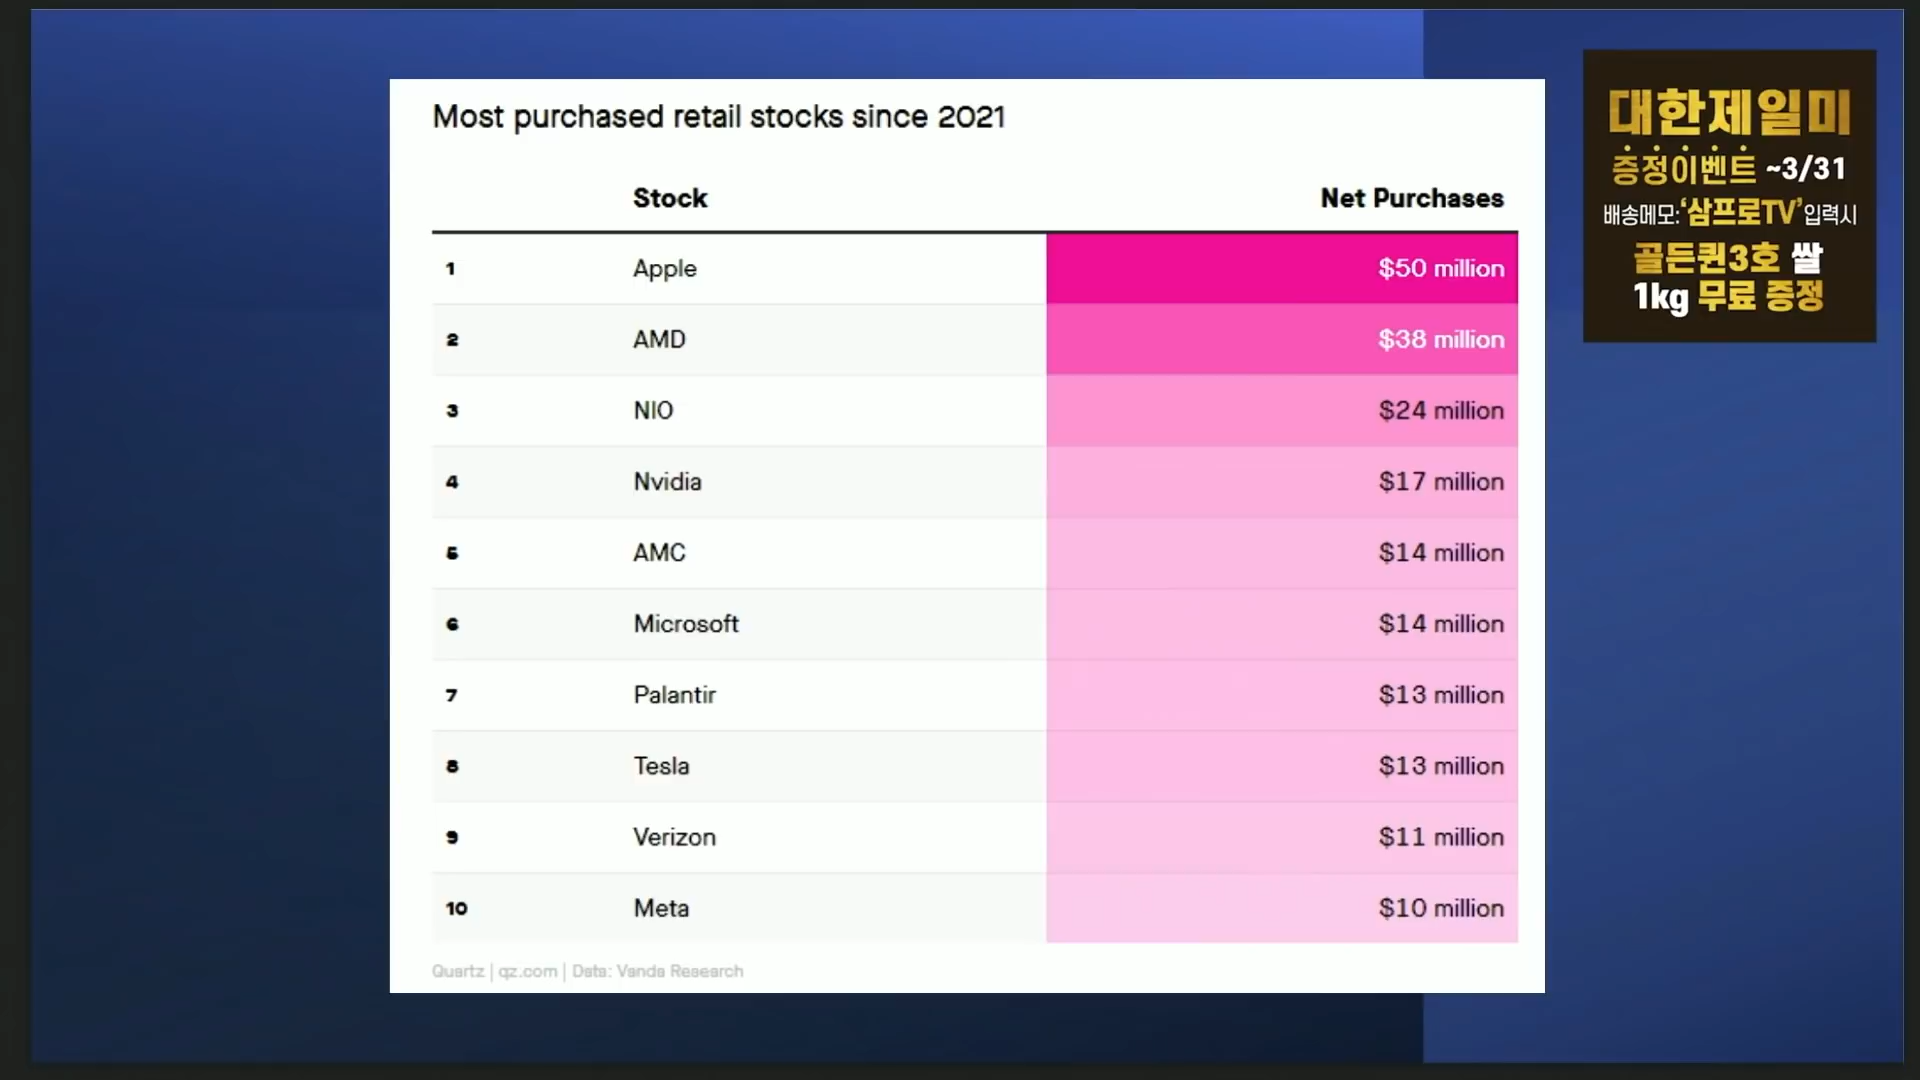 Most purchased retail stocks since 2021
Stock Net Purchases
1 Apple $50 million
2 AMD $38 million
3 NIO $24 million
4 Nvidia $17 million
5 AMC $14 million
6 Microsoft $14 million
7 Palantir $13 million
8 Tesla $13 million
9 Verizon $11 million
10 Meta $10 million
Quartz | qz.com | Data: Vanda Research
대한제일미
증정이벤트 ~3/31
배송메모:'삼프로TV'입력시
골든퀸3호 쌀
1kg 무료 증정